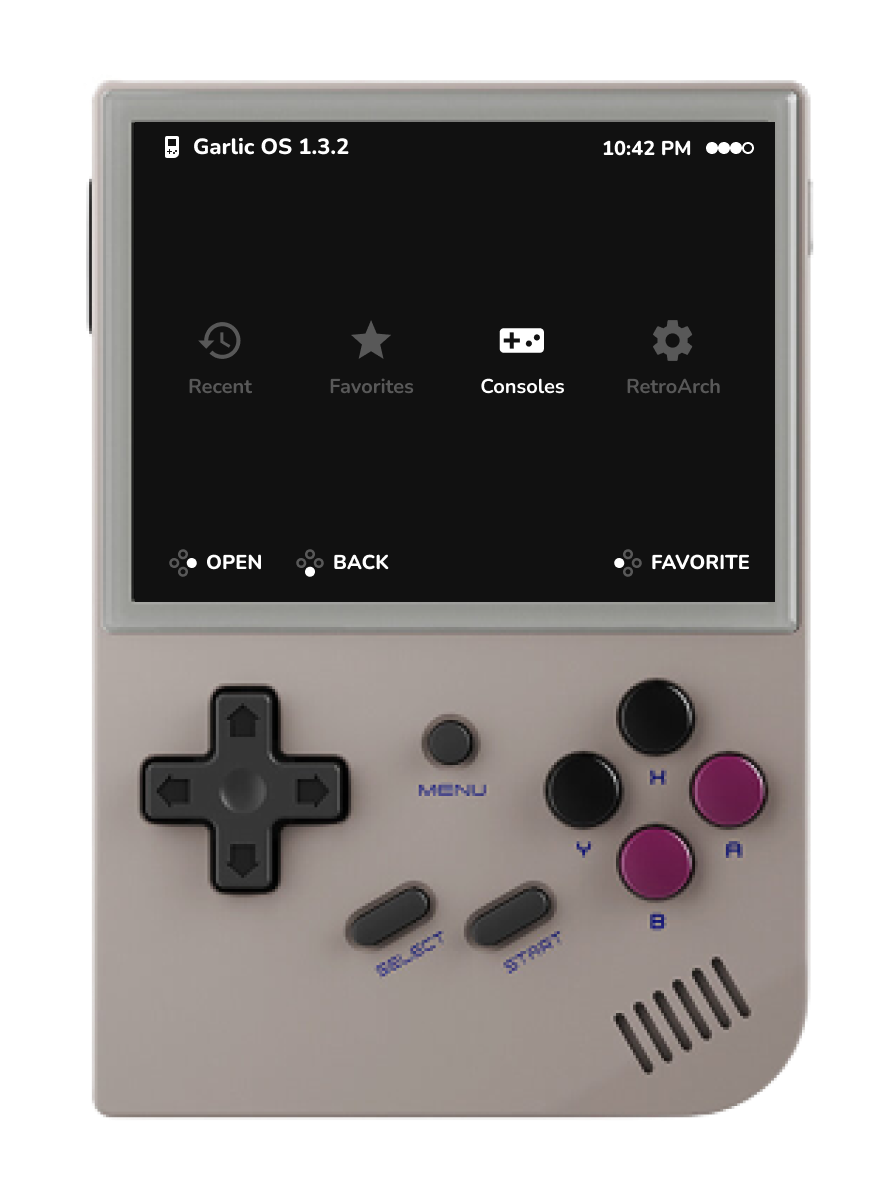 Garlic OS 1.3.2 10:42 PM
Recent Favorites Consoles RetroArch
OPEN BACK FAVORITE
MENU
X
Y A
B
SELECT START